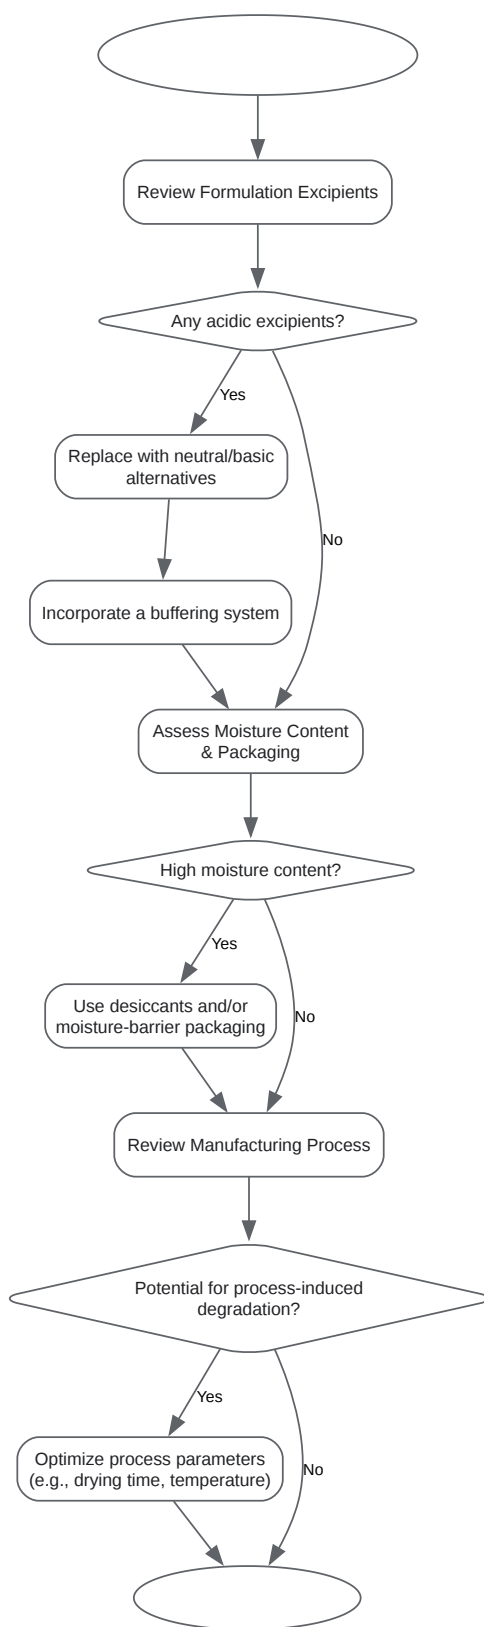 Review Formulation Excipients
Any acidic excipients?
Yes
Replace with neutral/basic
alternatives
No
Incorporate a buffering system
Assess Moisture Content
& Packaging
High moisture content?
Yes
Use desiccants and/or
moisture-barrier packaging
No
Review Manufacturing Process
Potential for process-induced
degradation?
Yes
Optimize process parameters
(e.g., drying time, temperature)
No